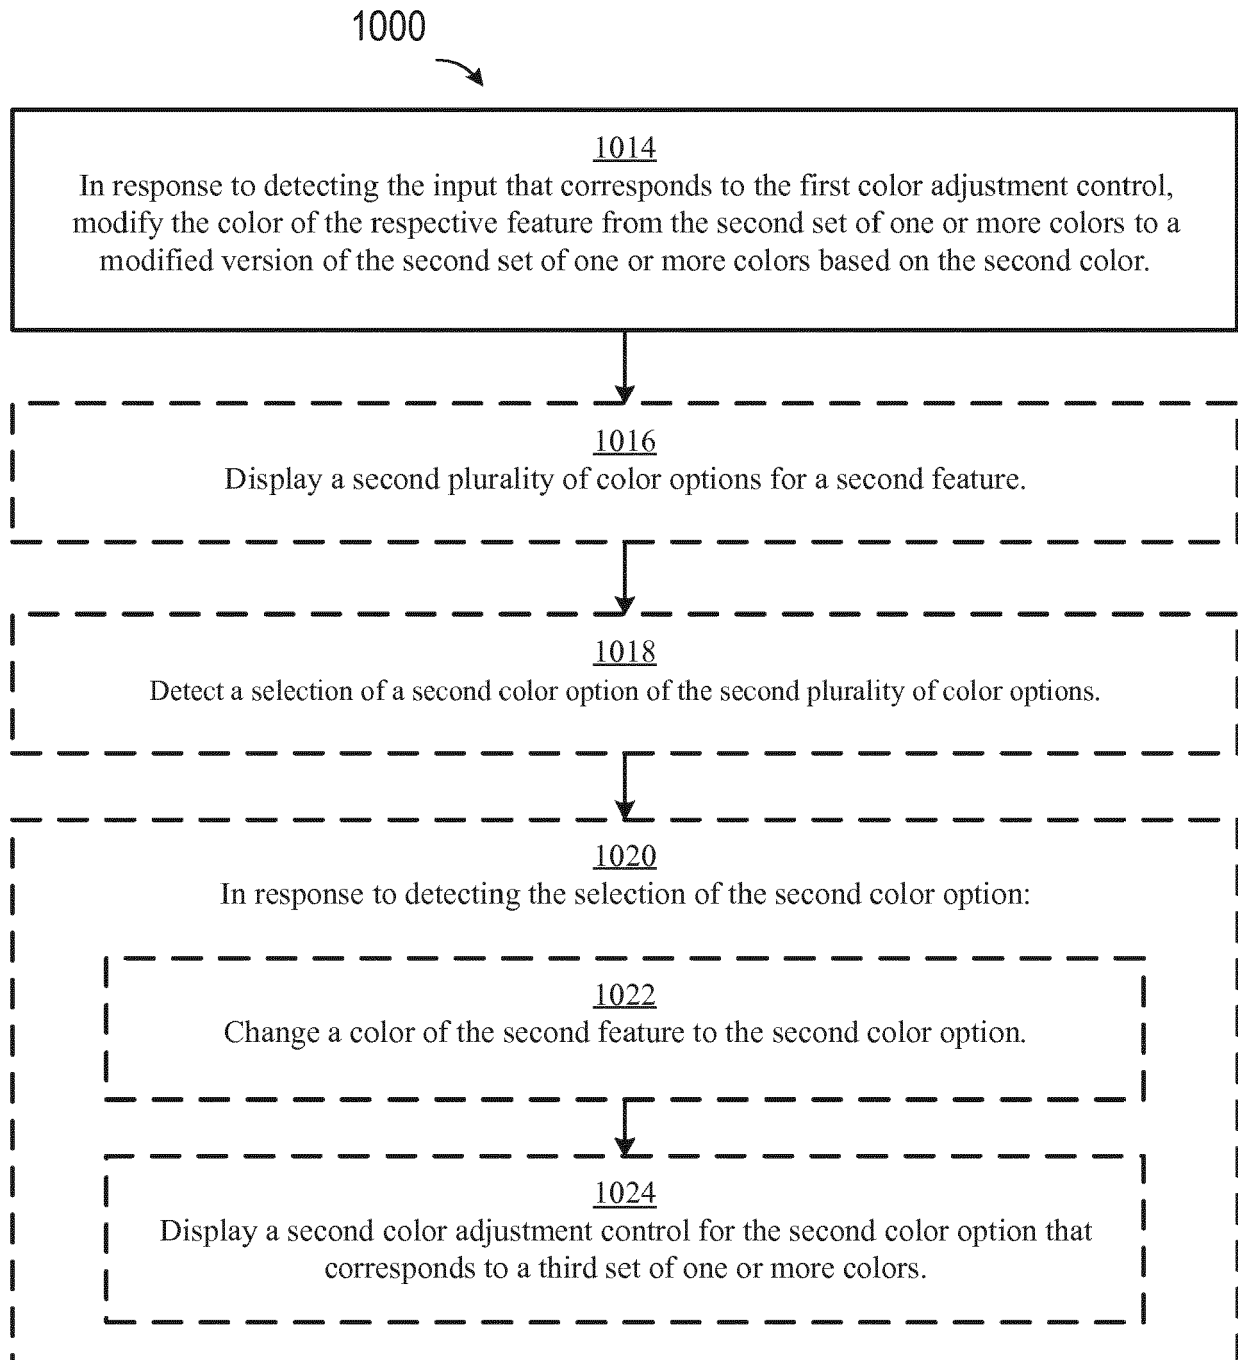 1000
1014
In response to detecting the input that corresponds to the first color adjustment control,
modify the color of the respective feature from the second set of one or more colors to a
modified version of the second set of one or more colors based on the second color.
1016
Display a second plurality of color options for a second feature.
1018
Detect a selection of a second color option of the second plurality of color options.
1020
In response to detecting the selection of the second color option:
1022
Change a color of the second feature to the second color option.
1024
Display a second color adjustment control for the second color option that
corresponds to a third set of one or more colors.